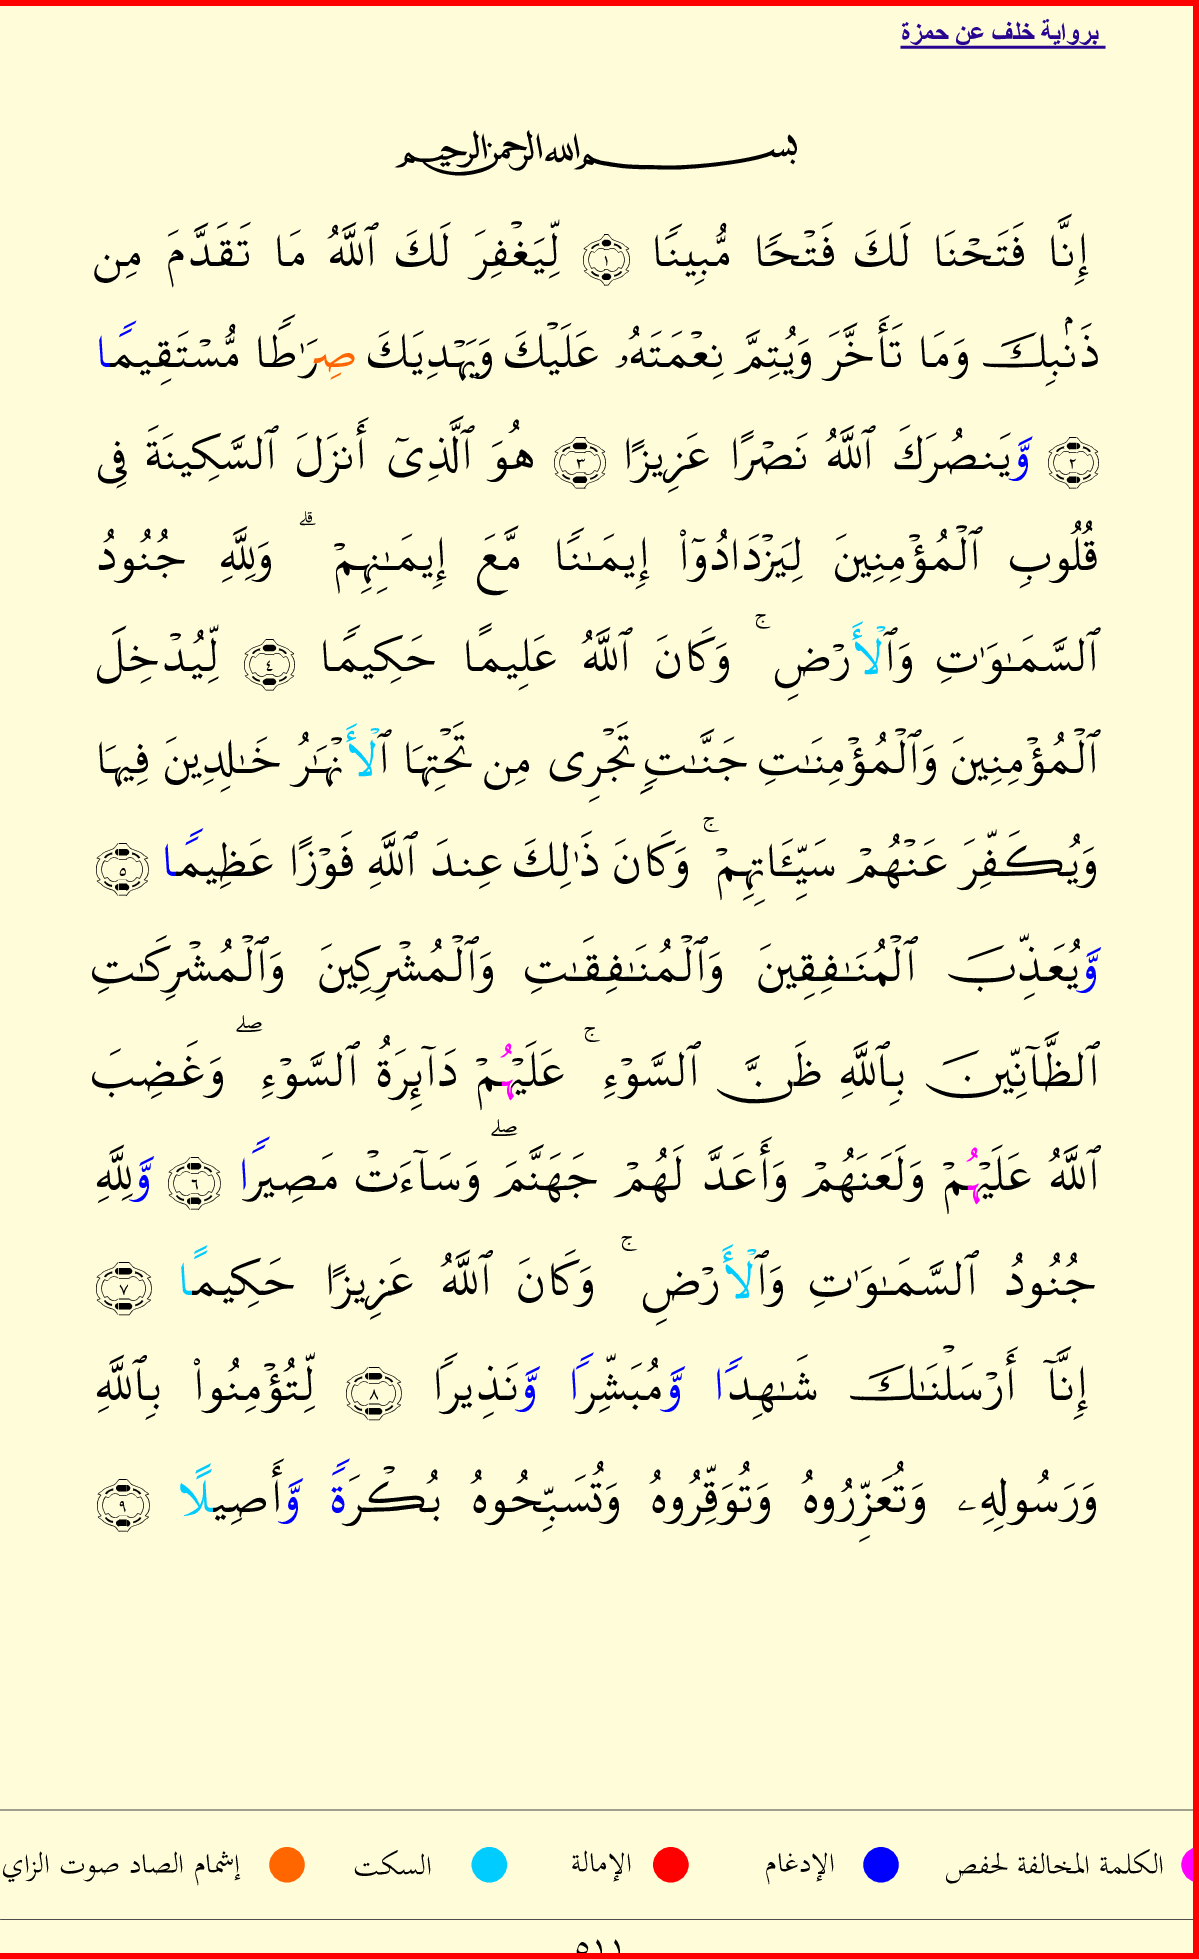 برواية خلف عن حمزة
بسم الله الرحمن الرحيم
إِنَّا فَتَحْنَا لَكَ فَتْحًا مُّبِينًا ١ لِّيَغْفِرَ لَكَ ٱللَّهُ مَا تَقَدَّمَ مِن
ذَنۢبِكَ وَمَا تَأَخَّرَ وَيُتِمَّ نِعْمَتَهُۥ عَلَيْكَ وَيَهْدِيَكَ صِرَٰطًا مُّسْتَقِيمًا
٢ وَّيَنصُرَكَ ٱللَّهُ نَصْرًا عَزِيزًا ٣ هُوَ ٱلَّذِىٓ أَنزَلَ ٱلسَّكِينَةَ فِى
قُلُوبِ ٱلْمُؤْمِنِينَ لِيَزْدَادُوٓا۟ إِيمَـٰنًا مَّعَ إِيمَـٰنِهِمْ ۗ وَلِلَّهِ جُنُودُ
ٱلسَّمَـٰوَٰتِ وَٱلْأَرْضِ ۚ وَكَانَ ٱللَّهُ عَلِيمًا حَكِيمًا ٤ لِّيُدْخِلَ
ٱلْمُؤْمِنِينَ وَٱلْمُؤْمِنَـٰتِ جَنَّـٰتٍ تَجْرِى مِن تَحْتِهَا ٱلْأَنْهَـٰرُ خَـٰلِدِينَ فِيهَا
وَيُكَفِّرَ عَنْهُمْ سَيِّـَٔاتِهِمْ ۚ وَكَانَ ذَٰلِكَ عِندَ ٱللَّهِ فَوْزًا عَظِيمًا ٥
وَّيُعَذِّبَ ٱلْمُنَـٰفِقِينَ وَٱلْمُنَـٰفِقَـٰتِ وَٱلْمُشْرِكِينَ وَٱلْمُشْرِكَـٰتِ
ٱلظَّآنِّينَ بِٱللَّهِ ظَنَّ ٱلسَّوْءِ ۚ عَلَيْهُمْ دَآئِرَةُ ٱلسَّوْءِ ۖ وَغَضِبَ
ٱللَّهُ عَلَيْهُمْ وَلَعَنَهُمْ وَأَعَدَّ لَهُمْ جَهَنَّمَ ۖ وَسَآءَتْ مَصِيرًا ٦ وَّلِلَّهِ
جُنُودُ ٱلسَّمَـٰوَٰتِ وَٱلْأَرْضِ ۚ وَكَانَ ٱللَّهُ عَزِيزًا حَكِيمًا ٧
إِنَّآ أَرْسَلْنَـٰكَ شَـٰهِدًا وَّمُبَشِّرًا وَّنَذِيرًا ٨ لِّتُؤْمِنُوا۟ بِٱللَّهِ
وَرَسُولِهِۦ وَتُعَزِّرُوهُ وَتُوَقِّرُوهُ وَتُسَبِّحُوهُ بُكْرَةً وَّأَصِيلًا ٩
الكلمة المخالفة لحفص الإدغام الإمالة السكت إشمام الصاد صوت الزاي
٥١١